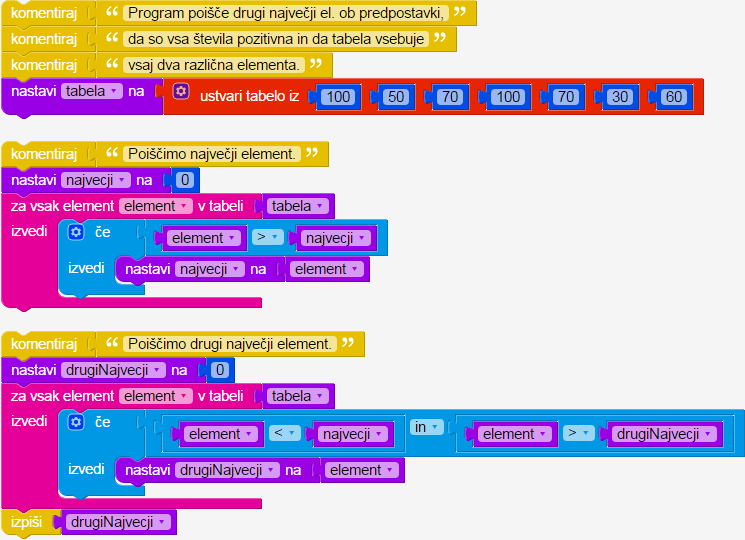 komentiraj “ Program poišče drugi največji el. ob predpostavki, ”
komentiraj “ da so vsa števila pozitivna in da tabela vsebuje ”
komentiraj “ vsaj dva različna elementa. ”
nastavi tabela na ustvari tabelo iz 100 50 70 100 70 30 60
komentiraj “ Poiščimo največji element. ”
nastavi najvecji na 0
za vsak element element v tabeli tabela
izvedi če element > najvecji
izvedi nastavi najvecji na element
komentiraj “ Poiščimo drugi največji element. ”
nastavi drugiNajvecji na 0
za vsak element element v tabeli tabela
izvedi če element < najvecji in element > drugiNajvecji
izvedi nastavi drugiNajvecji na element
izpiši drugiNajvecji